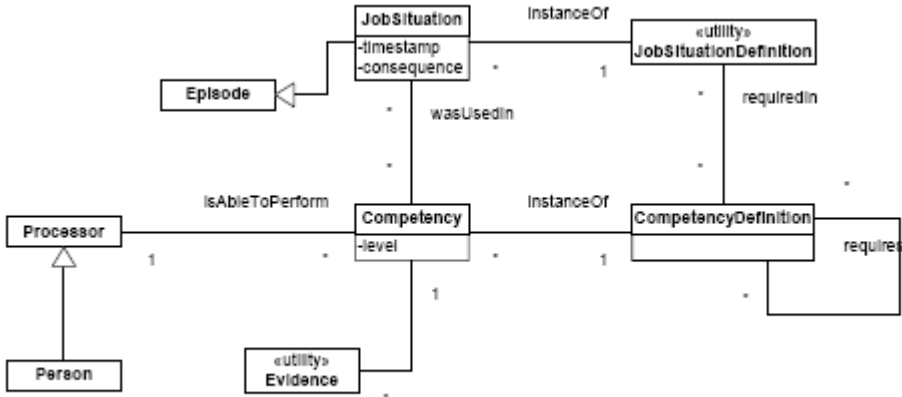 JobSituation
-timestamp
-consequence
InstanceOf
«utility»
JobSituationDefinition
*
1
Episode
*
wasUsedIn
*
requiredIn
*
*
*
IsAbleToPerform
InstanceOf
Processor
Competency
-level
CompetencyDefinition
requires
1
*
*
1
*
1
Person
«utility»
Evidence
*